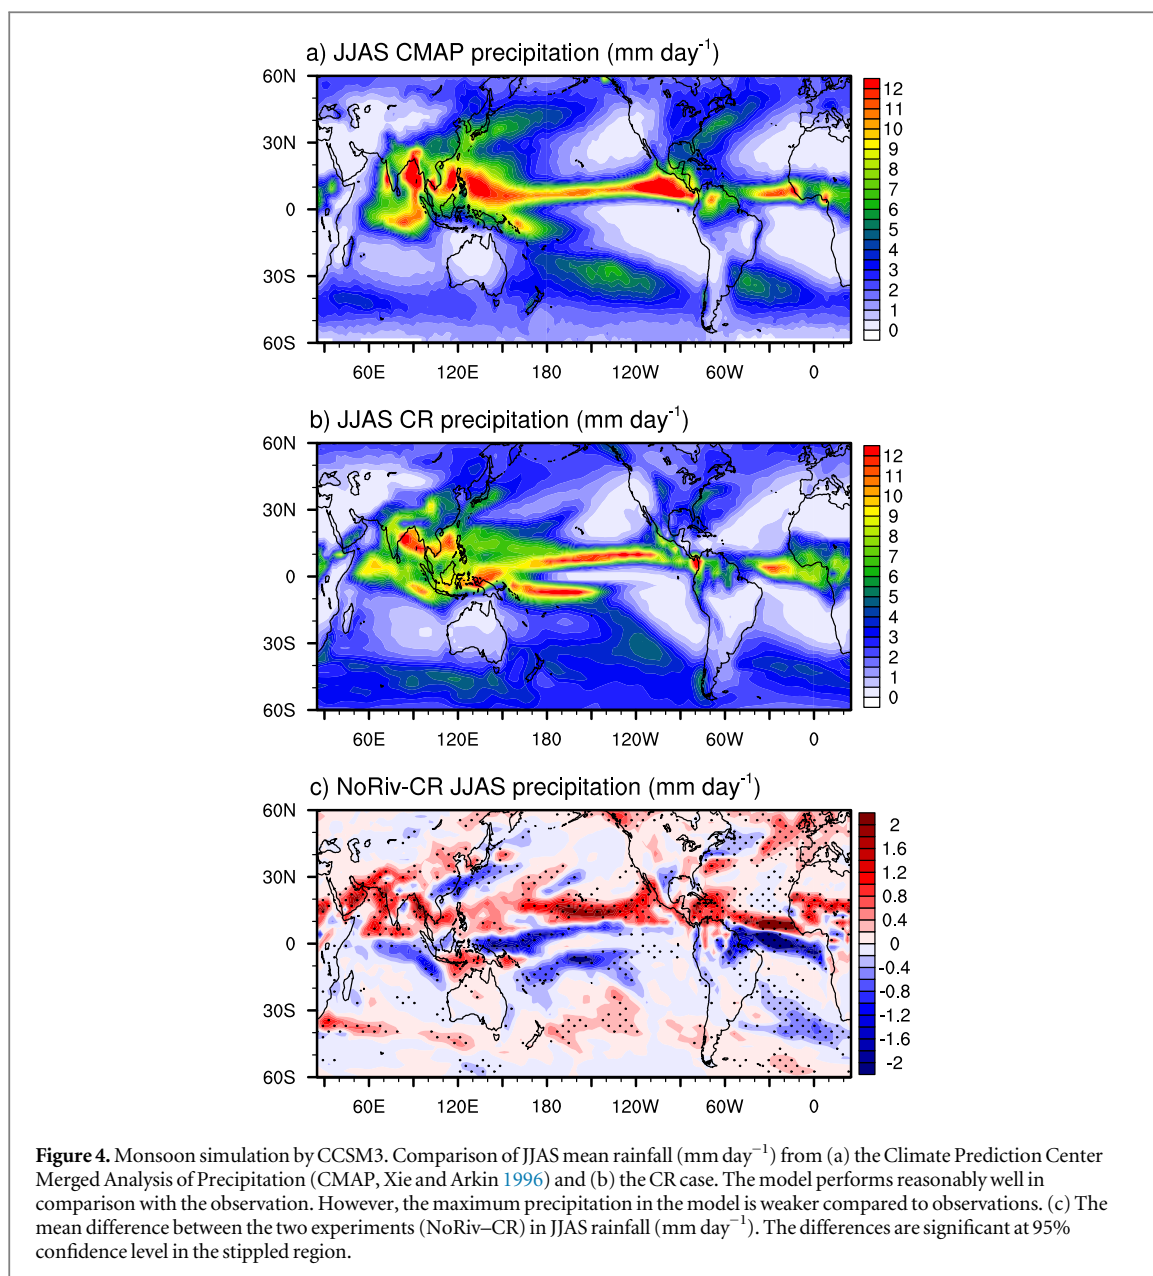 a) JJAS CMAP precipitation (mm day⁻¹)
60N
30N
0
30S
60S
60E 120E 180 120W 60W 0
12
11
10
9
8
7
6
5
4
3
2
1
0
b) JJAS CR precipitation (mm day⁻¹)
60N
30N
0
30S
60S
60E 120E 180 120W 60W 0
12
11
10
9
8
7
6
5
4
3
2
1
0
c) NoRiv-CR JJAS precipitation (mm day⁻¹)
60N
30N
0
30S
60S
60E 120E 180 120W 60W 0
2
1.6
1.2
0.8
0.4
0
-0.4
-0.8
-1.2
-1.6
-2
Figure 4. Monsoon simulation by CCSM3. Comparison of JJAS mean rainfall (mm day⁻¹) from (a) the Climate Prediction Center
Merged Analysis of Precipitation (CMAP, Xie and Arkin 1996) and (b) the CR case. The model performs reasonably well in
comparison with the observation. However, the maximum precipitation in the model is weaker compared to observations. (c) The
mean difference between the two experiments (NoRiv–CR) in JJAS rainfall (mm day⁻¹). The differences are significant at 95%
confidence level in the stippled region.